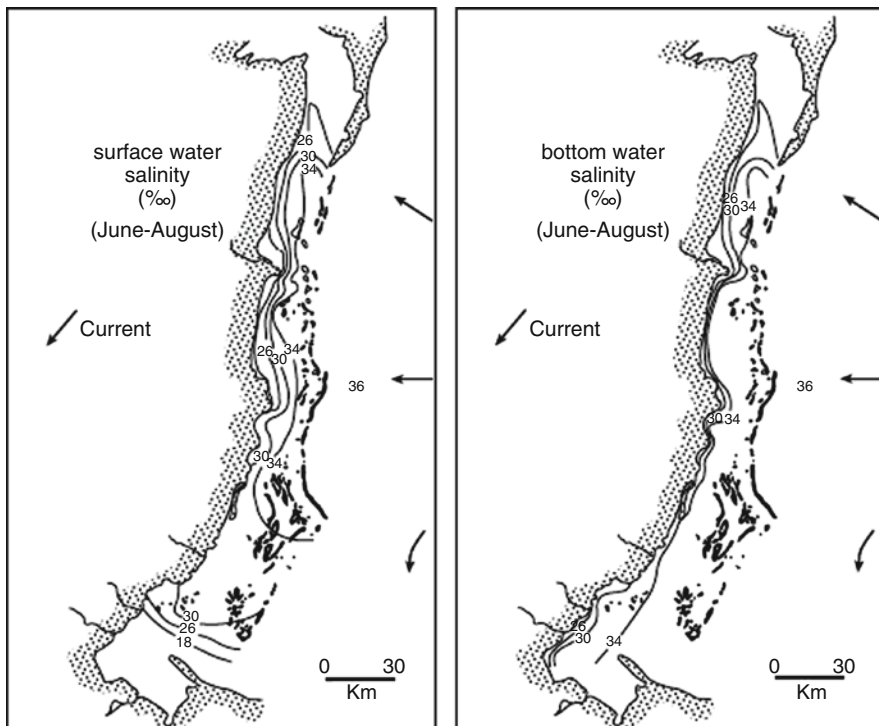 surface water
salinity
(‰)
(June-August)
Current
26
30
34
26
34
30
36
30
34
30
26
18
0 30
Km
bottom water
salinity
(‰)
(June-August)
Current
26
30
34
36
30
34
26
30
34
0 30
Km